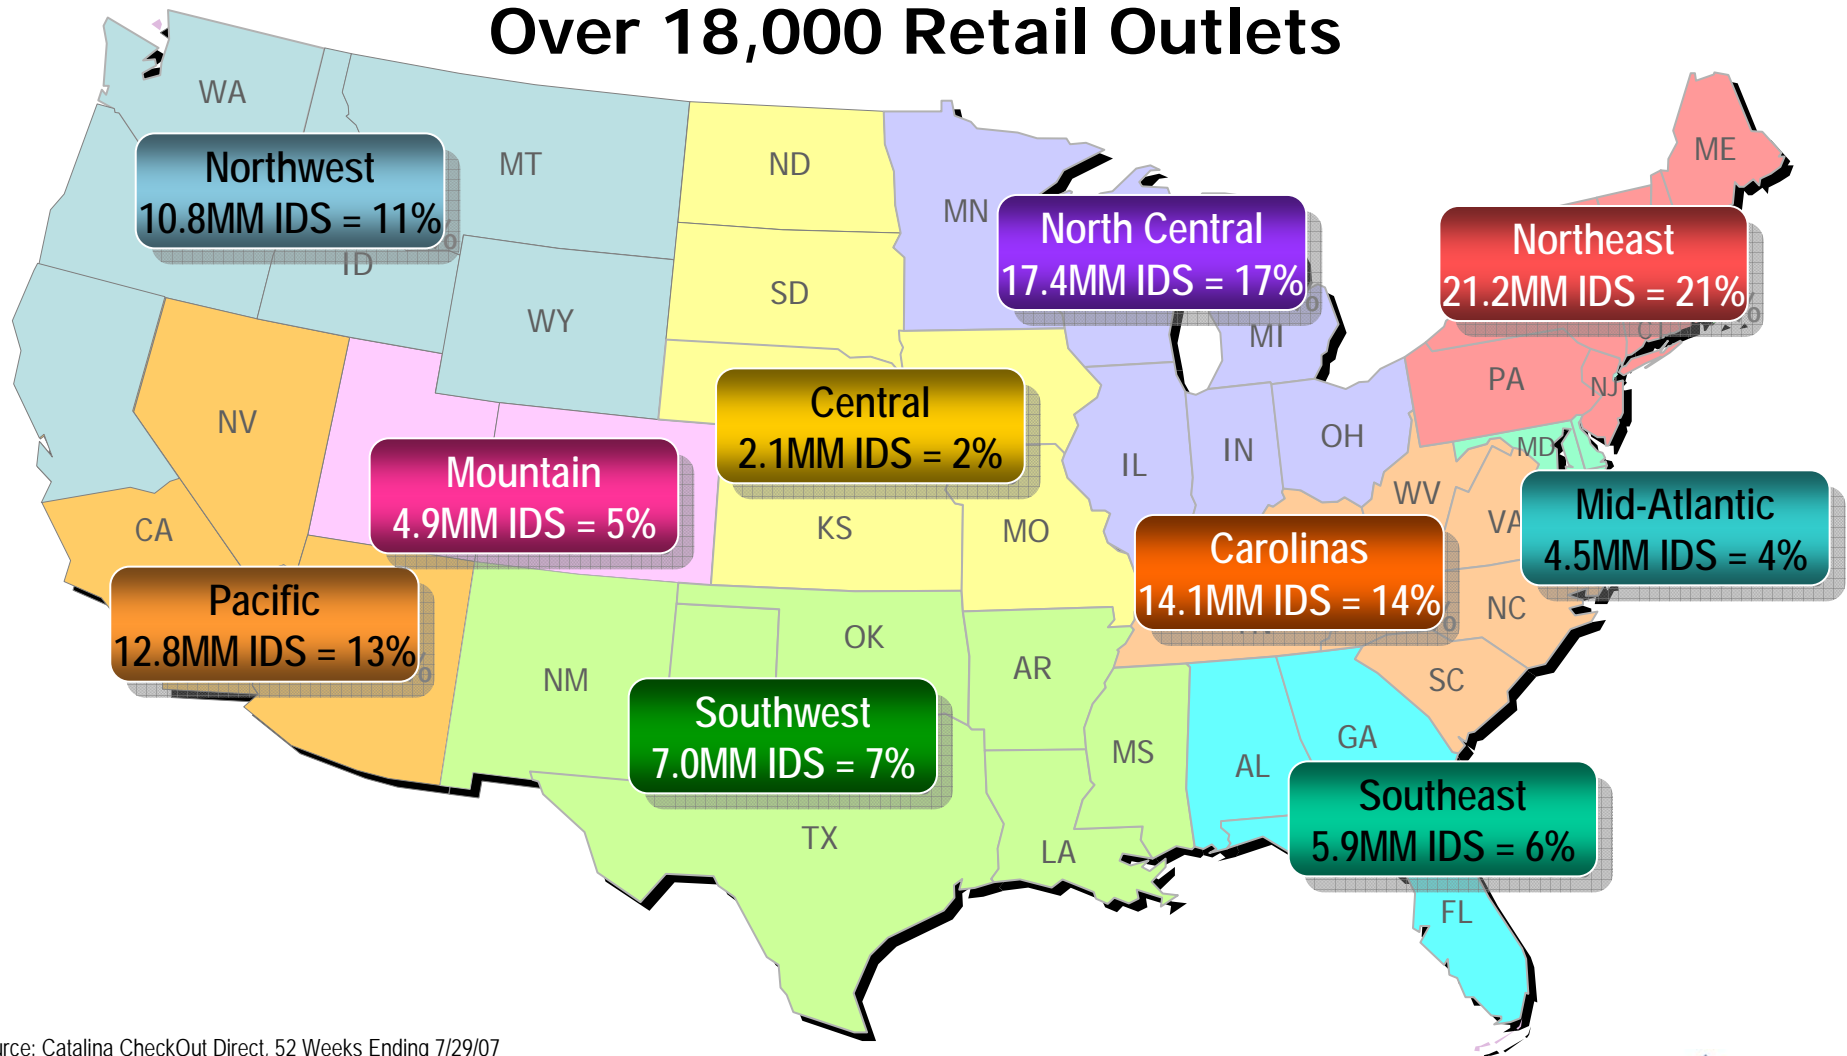 Over 18,000 Retail Outlets
WA
MT
ND
MN
ME
Northwest
10.8MM IDS = 11%
ID
North Central
17.4MM IDS = 17%
Northeast
21.2MM IDS = 21%
SD
WY
MI
CT
PA
NJ
NV
Central
2.1MM IDS = 2%
IL
IN
OH
MD
Mountain
4.9MM IDS = 5%
WV
VA
Mid-Atlantic
4.5MM IDS = 4%
CA
KS
MO
Carolinas
14.1MM IDS = 14%
NC
Pacific
12.8MM IDS = 13%
OK
NM
AR
SC
Southwest
7.0MM IDS = 7%
MS
AL
GA
Southeast
5.9MM IDS = 6%
TX
LA
FL
Catalina CheckOut Direct, 52 Weeks Ending 7/29/07